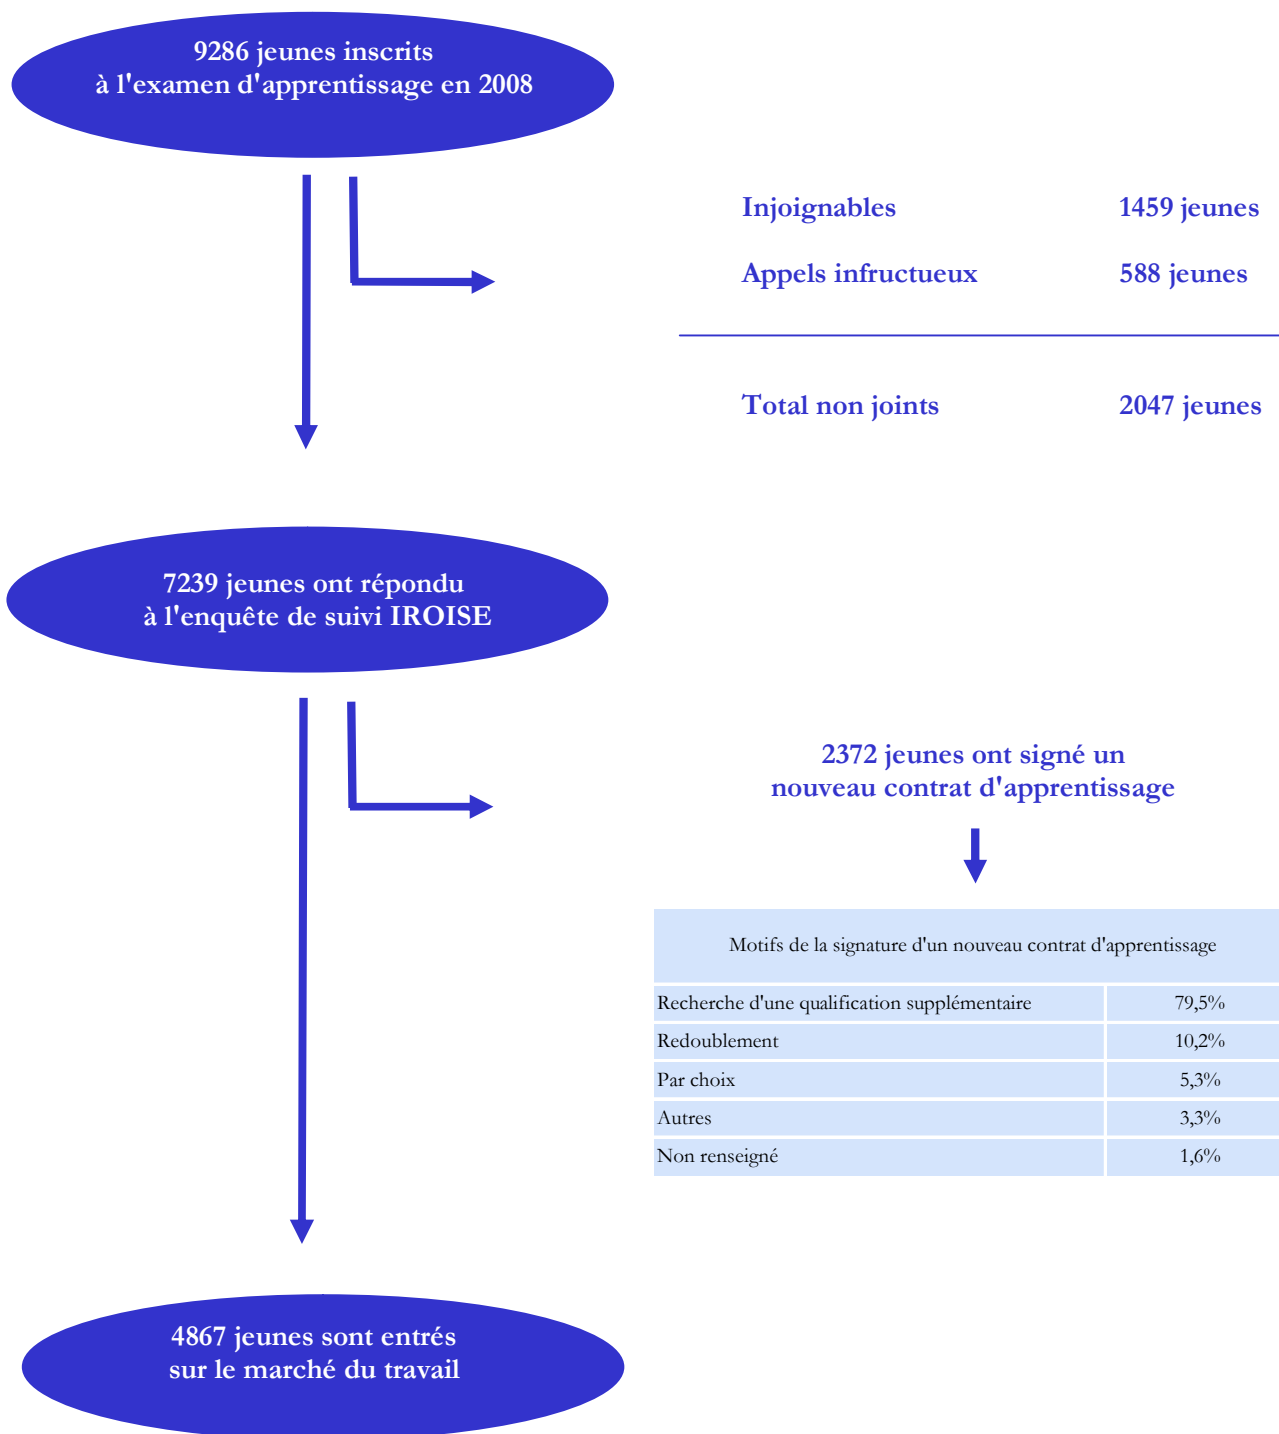 9286 jeunes inscrits
à l'examen d'apprentissage en 2008
Injoignables 1459 jeunes
Appels infructueux 588 jeunes
Total non joints 2047 jeunes
7239 jeunes ont répondu
à l'enquête de suivi IROISE
2372 jeunes ont signé un
nouveau contrat d'apprentissage
Motifs de la signature d'un nouveau contrat d'apprentissage
Recherche d'une qualification supplémentaire 79,5%
Redoublement 10,2%
Par choix 5,3%
Autres 3,3%
Non renseigné 1,6%
4867 jeunes sont entrés
sur le marché du travail